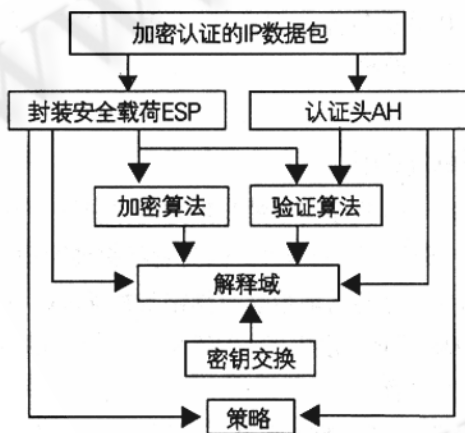 加密认证的IP数据包
封装安全载荷ESP
认证头AH
加密算法
验证算法
解释域
密钥交换
策略